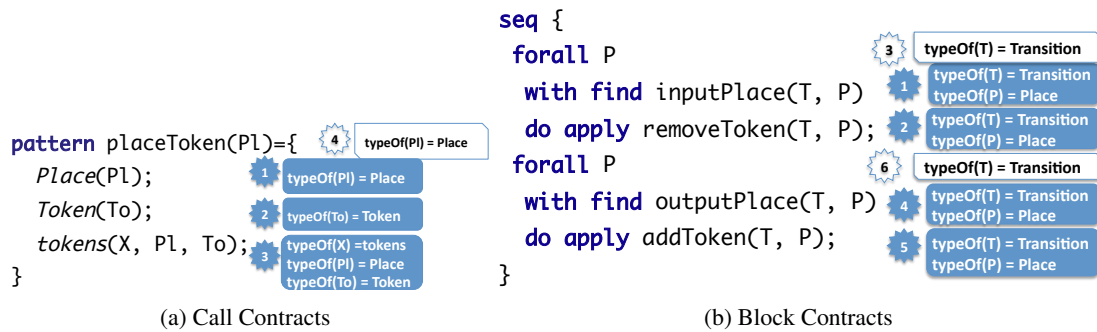 pattern placeToken(Pl)={
4 typeOf(Pl) = Place
Place(Pl);
1 typeOf(Pl) = Place
Token(To);
2 typeOf(To) = Token
tokens(X, Pl, To);
3 typeOf(X) =tokens
typeOf(Pl) = Place
typeOf(To) = Token
}
(a) Call Contracts
seq {
forall P
3 typeOf(T) = Transition
with find inputPlace(T, P)
1 typeOf(T) = Transition
typeOf(P) = Place
do apply removeToken(T, P);
2 typeOf(T) = Transition
typeOf(P) = Place
forall P
6 typeOf(T) = Transition
with find outputPlace(T, P)
4 typeOf(T) = Transition
typeOf(P) = Place
do apply addToken(T, P);
5 typeOf(T) = Transition
typeOf(P) = Place
}
(b) Block Contracts